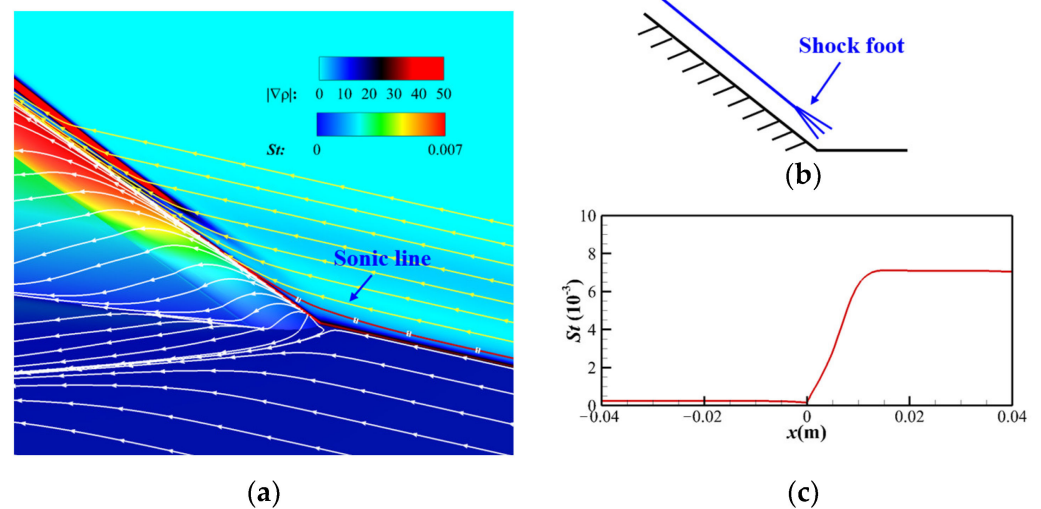 |∇ρ|: 0 10 20 30 40 50
St: 0 0.007
Sonic line
(a)
Shock foot
(b)
St (10⁻³)
10
8
6
4
2
0
−0.04 −0.02 0 0.02 0.04
x(m)
(c)